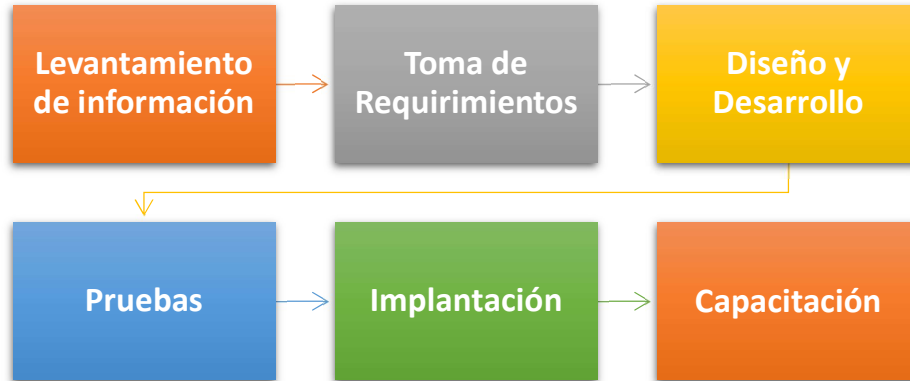 Levantamiento
de información
Toma de
Requirimientos
Diseño y
Desarrollo
Pruebas
Implantación
Capacitación